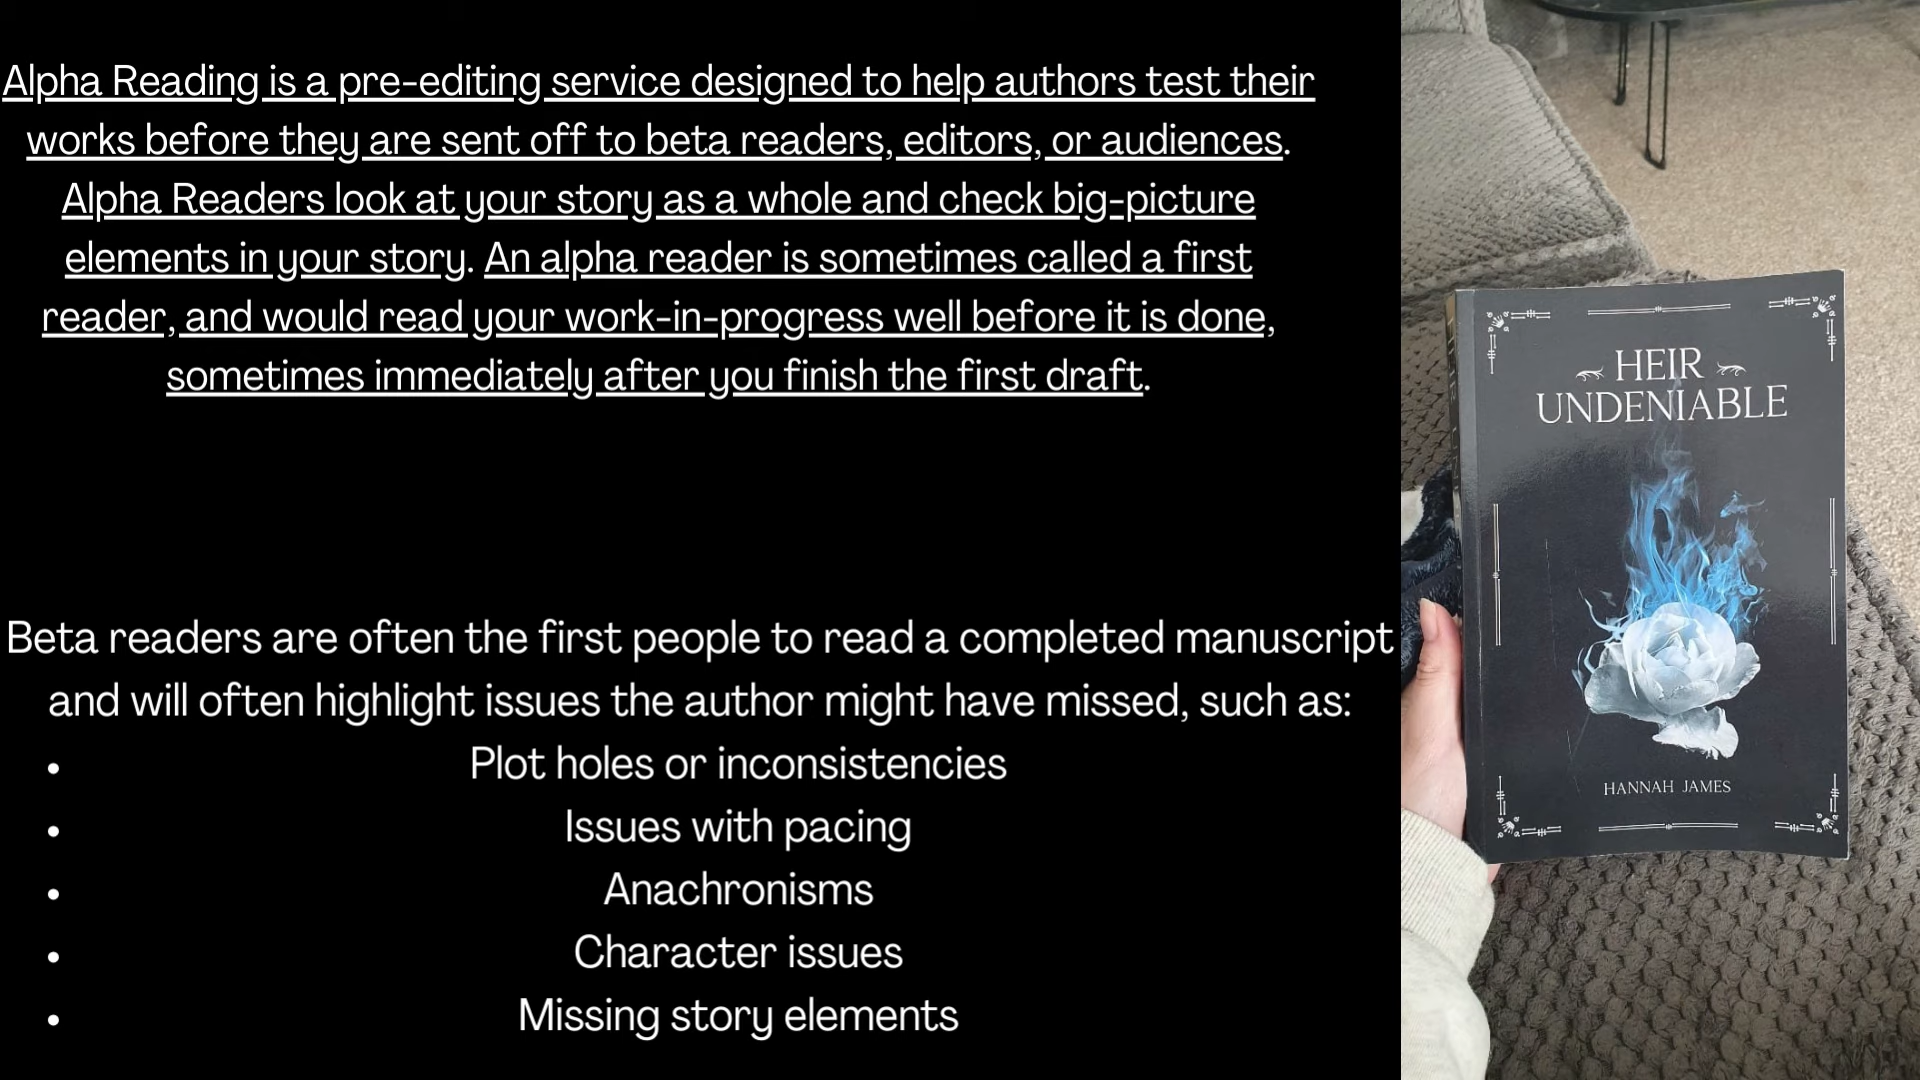 Alpha Reading is a pre-editing service designed to help authors test their
works before they are sent off to beta readers, editors, or audiences.
Alpha Readers look at your story as a whole and check big-picture
elements in your story. An alpha reader is sometimes called a first
reader, and would read your work-in-progress well before it is done,
sometimes immediately after you finish the first draft.
Beta readers are often the first people to read a completed manuscript
and will often highlight issues the author might have missed, such as:
• Plot holes or inconsistencies
• Issues with pacing
• Anachronisms
• Character issues
• Missing story elements
HEIR
UNDENIABLE
HANNAH JAMES